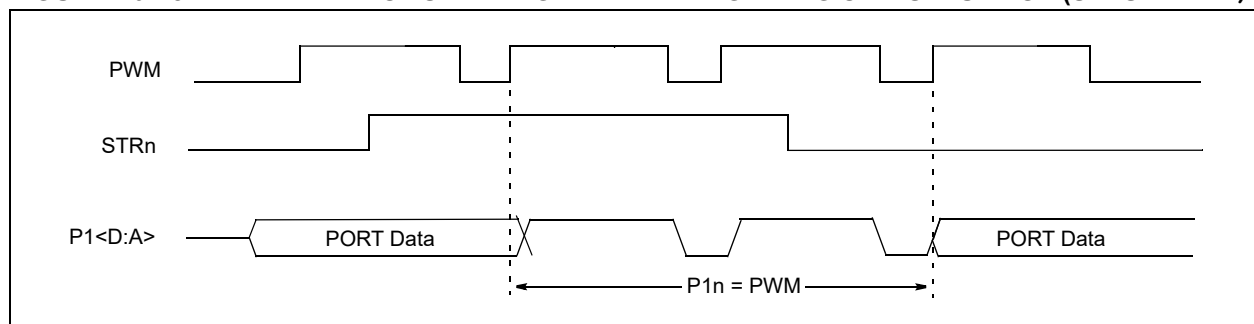 PWM
STRn
P1<D:A>
PORT Data
PORT Data
P1n = PWM